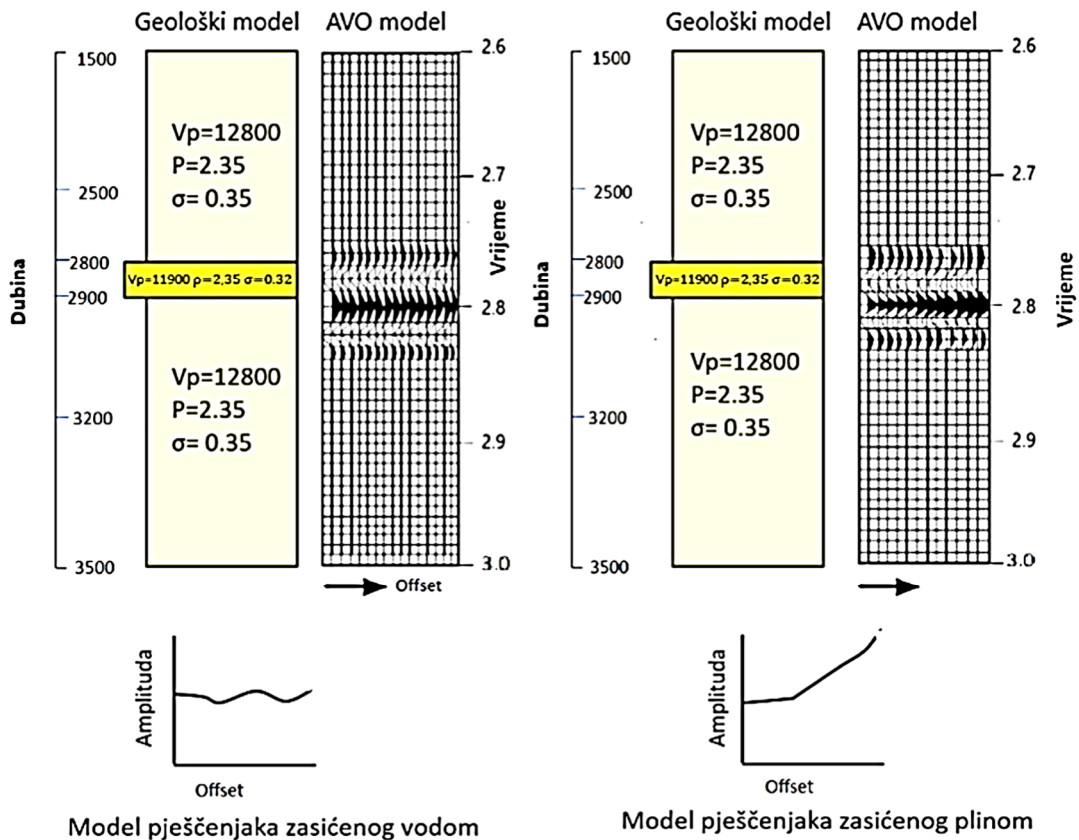 Geološki model AVO model
Dubina
1500
2500
2800
2900
3200
3500
Vp=12800
P=2.35
σ= 0.35
Vp=11900 ρ=2,35 σ=0.32
Vp=12800
P=2.35
σ= 0.35
2.6
2.7
2.8
2.9
3.0
Vrijeme
Offset
Amplituda
Offset
Model pješčenjaka zasićenog vodom
Geološki model AVO model
Dubina
1500
2500
2800
2900
3200
3500
Vp=12800
P=2.35
σ= 0.35
Vp=11900 ρ=2,35 σ=0.32
Vp=12800
P=2.35
σ= 0.35
2.6
2.7
2.8
2.9
3.0
Vrijeme
Amplituda
Offset
Model pješčenjaka zasićenog plinom